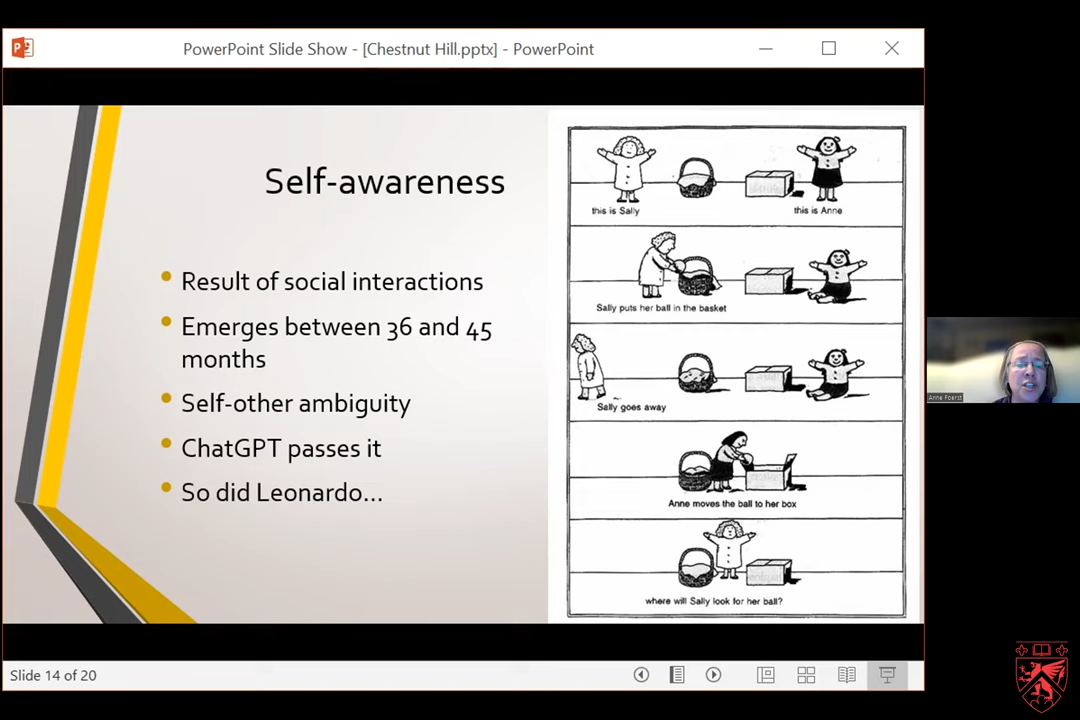 PowerPoint Slide Show - [Chestnut Hill.pptx] - PowerPoint
Self-awareness
• Result of social interactions
• Emerges between 36 and 45
months
• Self-other ambiguity
• ChatGPT passes it
• So did Leonardo...
this is Sally
this is Anne
Sally puts her ball in the basket
Sally goes away
Anne moves the ball to her box
where will Sally look for her ball?
Anne Foerst
Slide 14 of 20